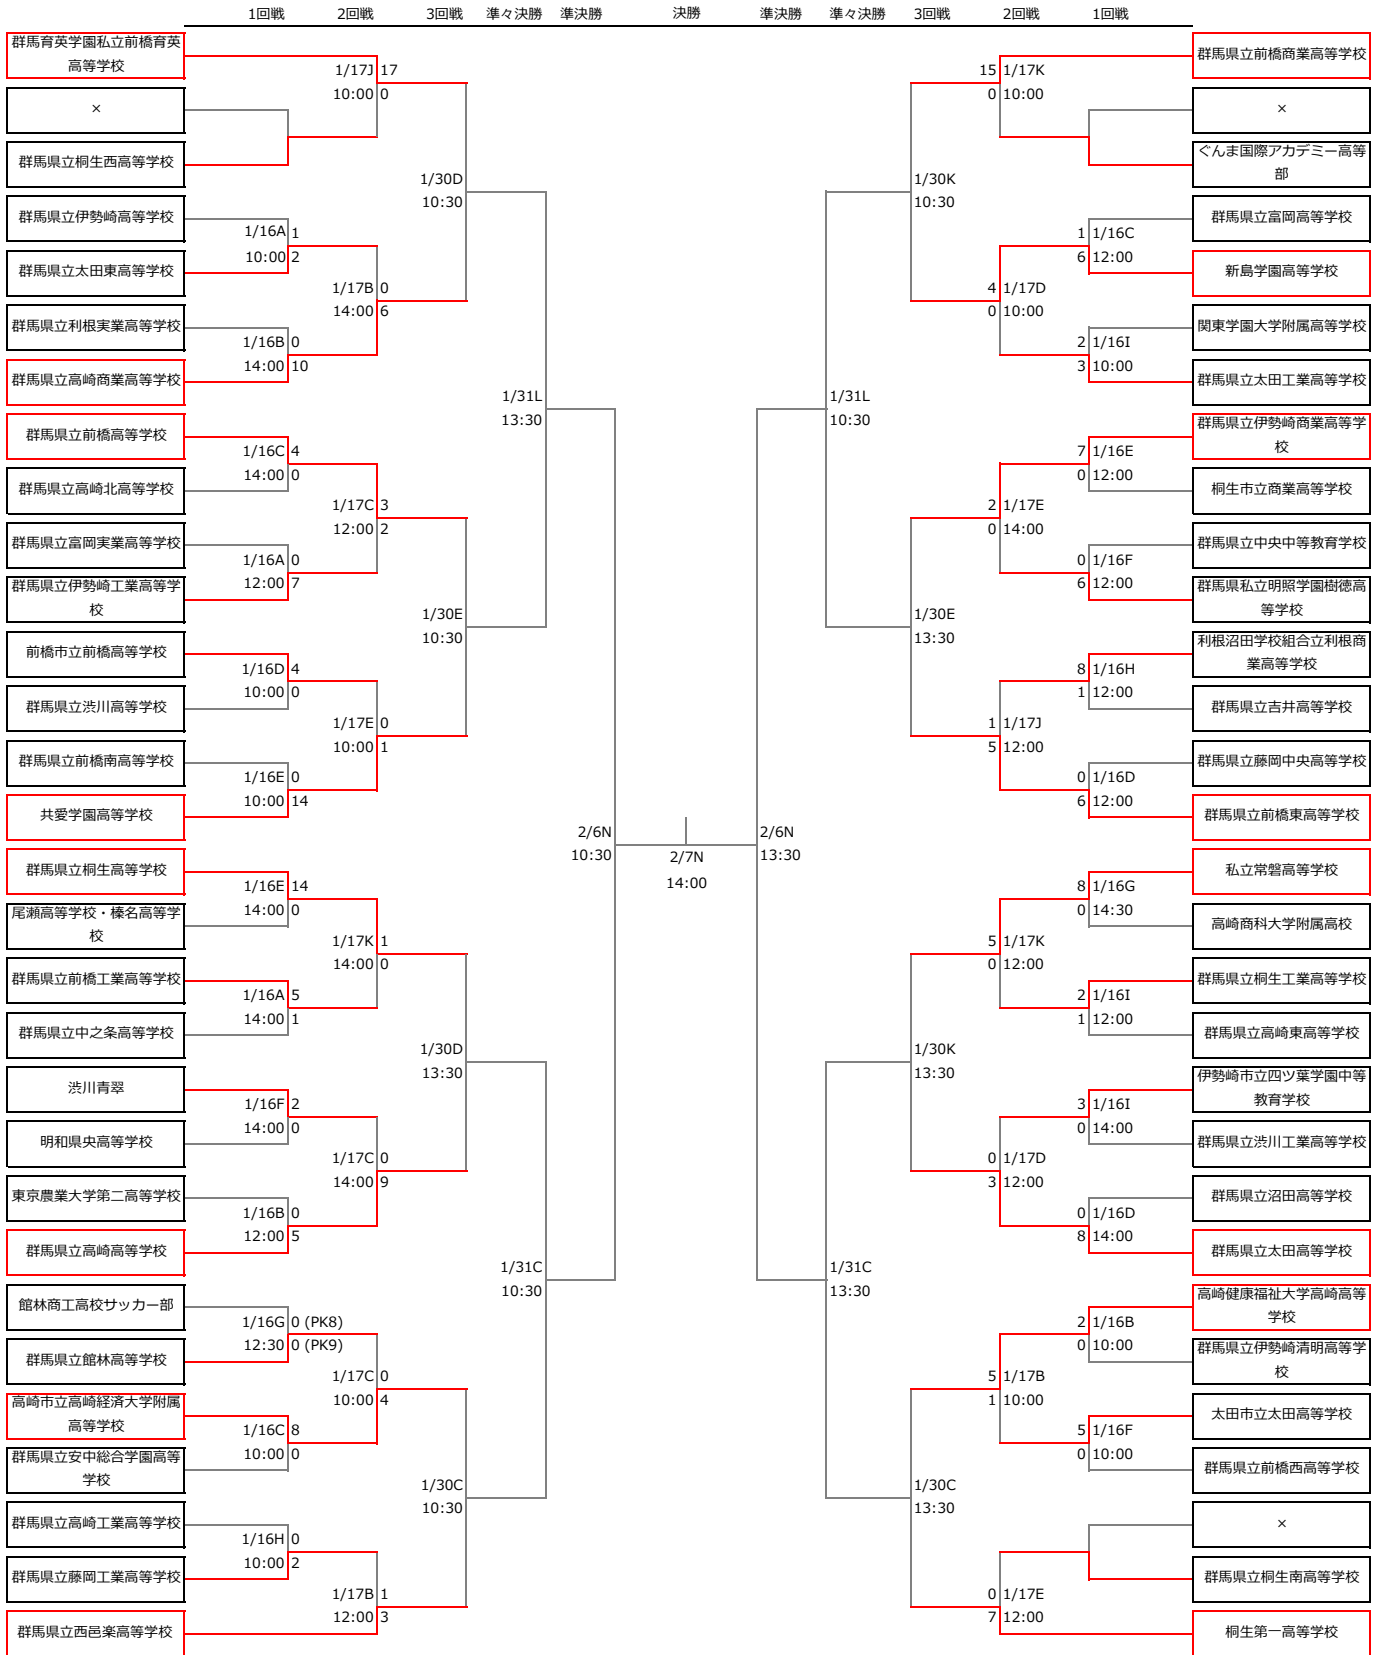 1回戦 2回戦 3回戦 準々決勝 準決勝 決勝 準決勝 準々決勝 3回戦 2回戦 1回戦
群馬育英学園私立前橋育英
高等学校
1/17J 17
10:00 0
×
群馬県立桐生西高等学校
1/30D
10:30
群馬県立伊勢崎高等学校
1/16A 1
10:00 2
群馬県立太田東高等学校
1/17B 0
14:00 6
群馬県立利根実業高等学校
1/16B 0
14:00 10
群馬県立高崎商業高等学校
1/31L
13:30
群馬県立前橋高等学校
1/16C 4
14:00 0
群馬県立高崎北高等学校
1/17C 3
12:00 2
群馬県立富岡実業高等学校
1/16A 0
12:00 7
群馬県立伊勢崎工業高等学
校
1/30E
10:30
前橋市立前橋高等学校
1/16D 4
10:00 0
群馬県立渋川高等学校
1/17E 0
10:00 1
群馬県立前橋南高等学校
1/16E 0
10:00 14
共愛学園高等学校
2/6N
10:30
群馬県立桐生高等学校
1/16E 14
14:00 0
尾瀬高等学校・榛名高等学
校
1/17K 1
14:00 0
群馬県立前橋工業高等学校
1/16A 5
14:00 1
群馬県立中之条高等学校
1/30D
13:30
渋川青翠
1/16F 2
14:00 0
明和県央高等学校
1/17C 0
14:00 9
東京農業大学第二高等学校
1/16B 0
12:00 5
群馬県立高崎高等学校
1/31C
10:30
館林商工高校サッカー部
1/16G 0 (PK8)
12:30 0 (PK9)
群馬県立館林高等学校
1/17C 0
10:00 4
高崎市立高崎経済大学附属
高等学校
1/16C 8
10:00 0
群馬県立安中総合学園高等
学校
1/30C
10:30
群馬県立高崎工業高等学校
1/16H 0
10:00 2
群馬県立藤岡工業高等学校
1/17B 1
12:00 3
群馬県立西邑楽高等学校
2/7N
14:00
群馬県立前橋商業高等学校
15 1/17K
0 10:00
×
ぐんま国際アカデミー高等
部
1/30K
10:30
群馬県立富岡高等学校
1 1/16C
6 12:00
新島学園高等学校
4 1/17D
0 10:00
関東学園大学附属高等学校
2 1/16I
3 10:00
群馬県立太田工業高等学校
1/31L
10:30
群馬県立伊勢崎商業高等学
校
7 1/16E
0 12:00
桐生市立商業高等学校
2 1/17E
0 14:00
群馬県立中央中等教育学校
0 1/16F
6 12:00
群馬県私立明照学園樹徳高
等学校
1/30E
13:30
利根沼田学校組合立利根商
業高等学校
8 1/16H
1 12:00
群馬県立吉井高等学校
1 1/17J
5 12:00
群馬県立藤岡中央高等学校
0 1/16D
6 12:00
群馬県立前橋東高等学校
2/6N
13:30
私立常磐高等学校
8 1/16G
0 14:30
高崎商科大学附属高校
5 1/17K
0 12:00
群馬県立桐生工業高等学校
2 1/16I
1 12:00
群馬県立高崎東高等学校
1/30K
13:30
伊勢崎市立四ツ葉学園中等
教育学校
3 1/16I
0 14:00
群馬県立渋川工業高等学校
0 1/17D
3 12:00
群馬県立沼田高等学校
0 1/16D
8 14:00
群馬県立太田高等学校
1/31C
13:30
高崎健康福祉大学高崎高等
学校
2 1/16B
0 10:00
群馬県立伊勢崎清明高等学
校
5 1/17B
1 10:00
太田市立太田高等学校
5 1/16F
0 10:00
群馬県立前橋西高等学校
1/30C
13:30
×
群馬県立桐生南高等学校
0 1/17E
7 12:00
桐生第一高等学校